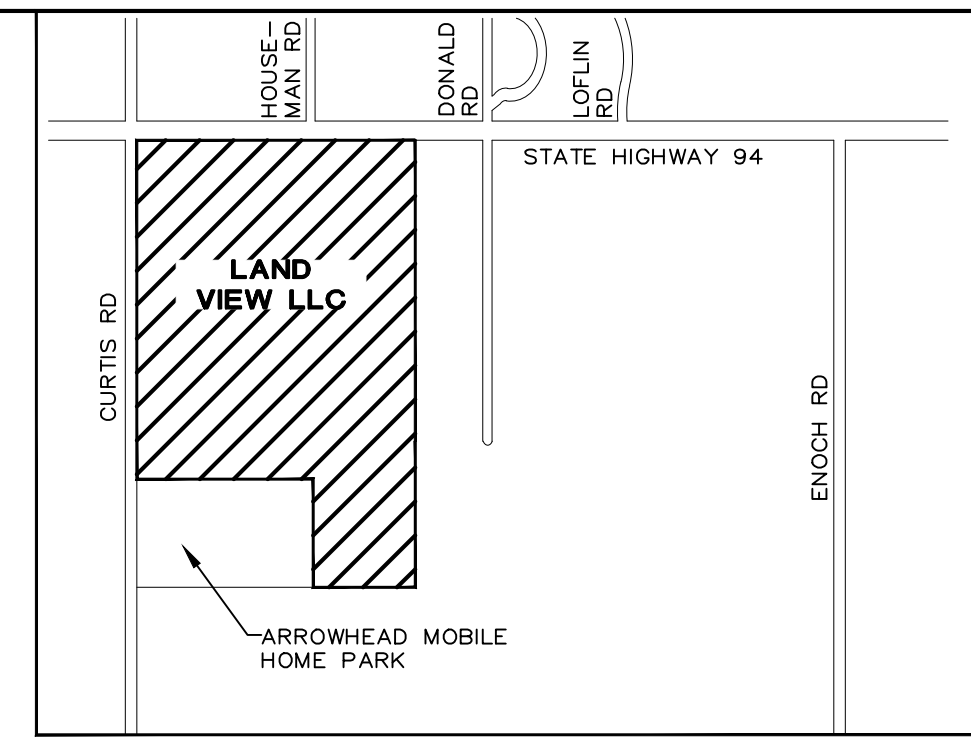 HOUSE-
MAN RD
DONALD
RD
LOFLIN
RD
STATE HIGHWAY 94
LAND
VIEW LLC
CURTIS RD
ENOCH RD
ARROWHEAD MOBILE
HOME PARK